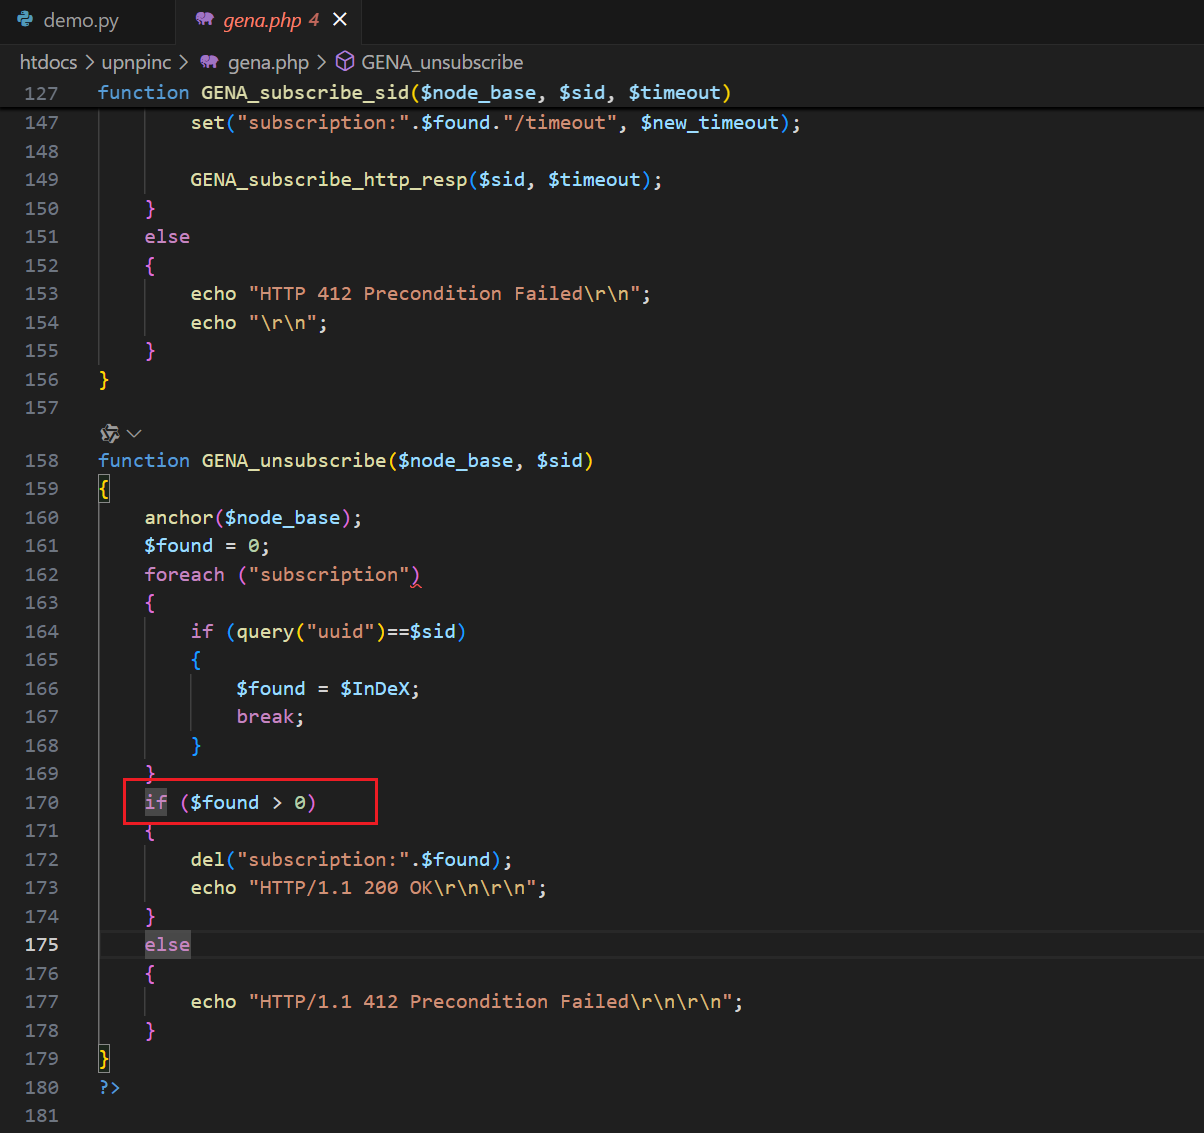 demo.py
gena.php 4
htdocs > upnpinc > gena.php > GENA_unsubscribe
127 function GENA_subscribe_sid($node_base, $sid, $timeout)
147 set("subscription:".$found."/timeout", $new_timeout);
148
149 GENA_subscribe_http_resp($sid, $timeout);
150 }
151 else
152 {
153 echo "HTTP 412 Precondition Failed\r\n";
154 echo "\r\n";
155 }
156 }
157
158 function GENA_unsubscribe($node_base, $sid)
159 {
160 anchor($node_base);
161 $found = 0;
162 foreach ("subscription")
163 {
164 if (query("uuid")==$sid)
165 {
166 $found = $InDeX;
167 break;
168 }
169 }
170 if ($found > 0)
171 {
172 del("subscription:".$found);
173 echo "HTTP/1.1 200 OK\r\n\r\n";
174 }
175 else
176 {
177 echo "HTTP/1.1 412 Precondition Failed\r\n\r\n";
178 }
179 }
180 ?>
181